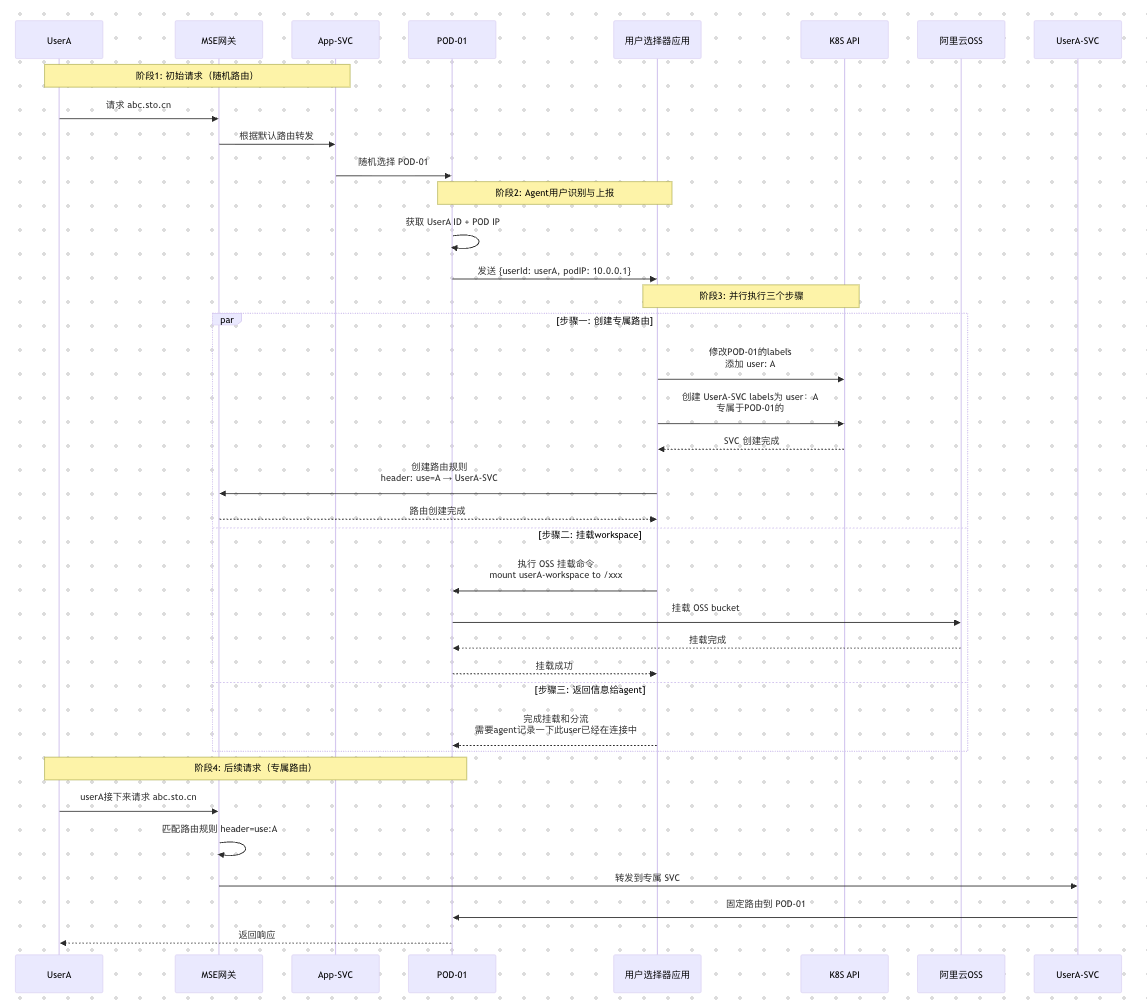 UserA
MSE网关
App-SVC
POD-01
用户选择器应用
K8S API
阿里云OSS
UserA-SVC
阶段1: 初始请求（随机路由）
请求 abc.sto.cn
根据默认路由转发
随机选择 POD-01
阶段2: Agent用户识别与上报
获取 UserA ID + POD IP
发送 {userId: userA, podIP: 10.0.0.1}
阶段3: 并行执行三个步骤
par
[步骤一: 创建专属路由]
修改POD-01的labels
添加 user: A
创建 UserA-SVC labels为 user：A
专属于POD-01的
SVC 创建完成
创建路由规则
header: use=A → UserA-SVC
路由创建完成
[步骤二: 挂载workspace]
执行 OSS 挂载命令
mount userA-workspace to /xxx
挂载 OSS bucket
挂载完成
挂载成功
[步骤三: 返回信息给agent]
完成挂载和分流
需要agent记录一下此user已经在连接中
阶段4: 后续请求（专属路由）
userA接下来请求 abc.sto.cn
匹配路由规则 header=use:A
转发到专属 SVC
固定路由到 POD-01
返回响应
UserA
MSE网关
App-SVC
POD-01
用户选择器应用
K8S API
阿里云OSS
UserA-SVC